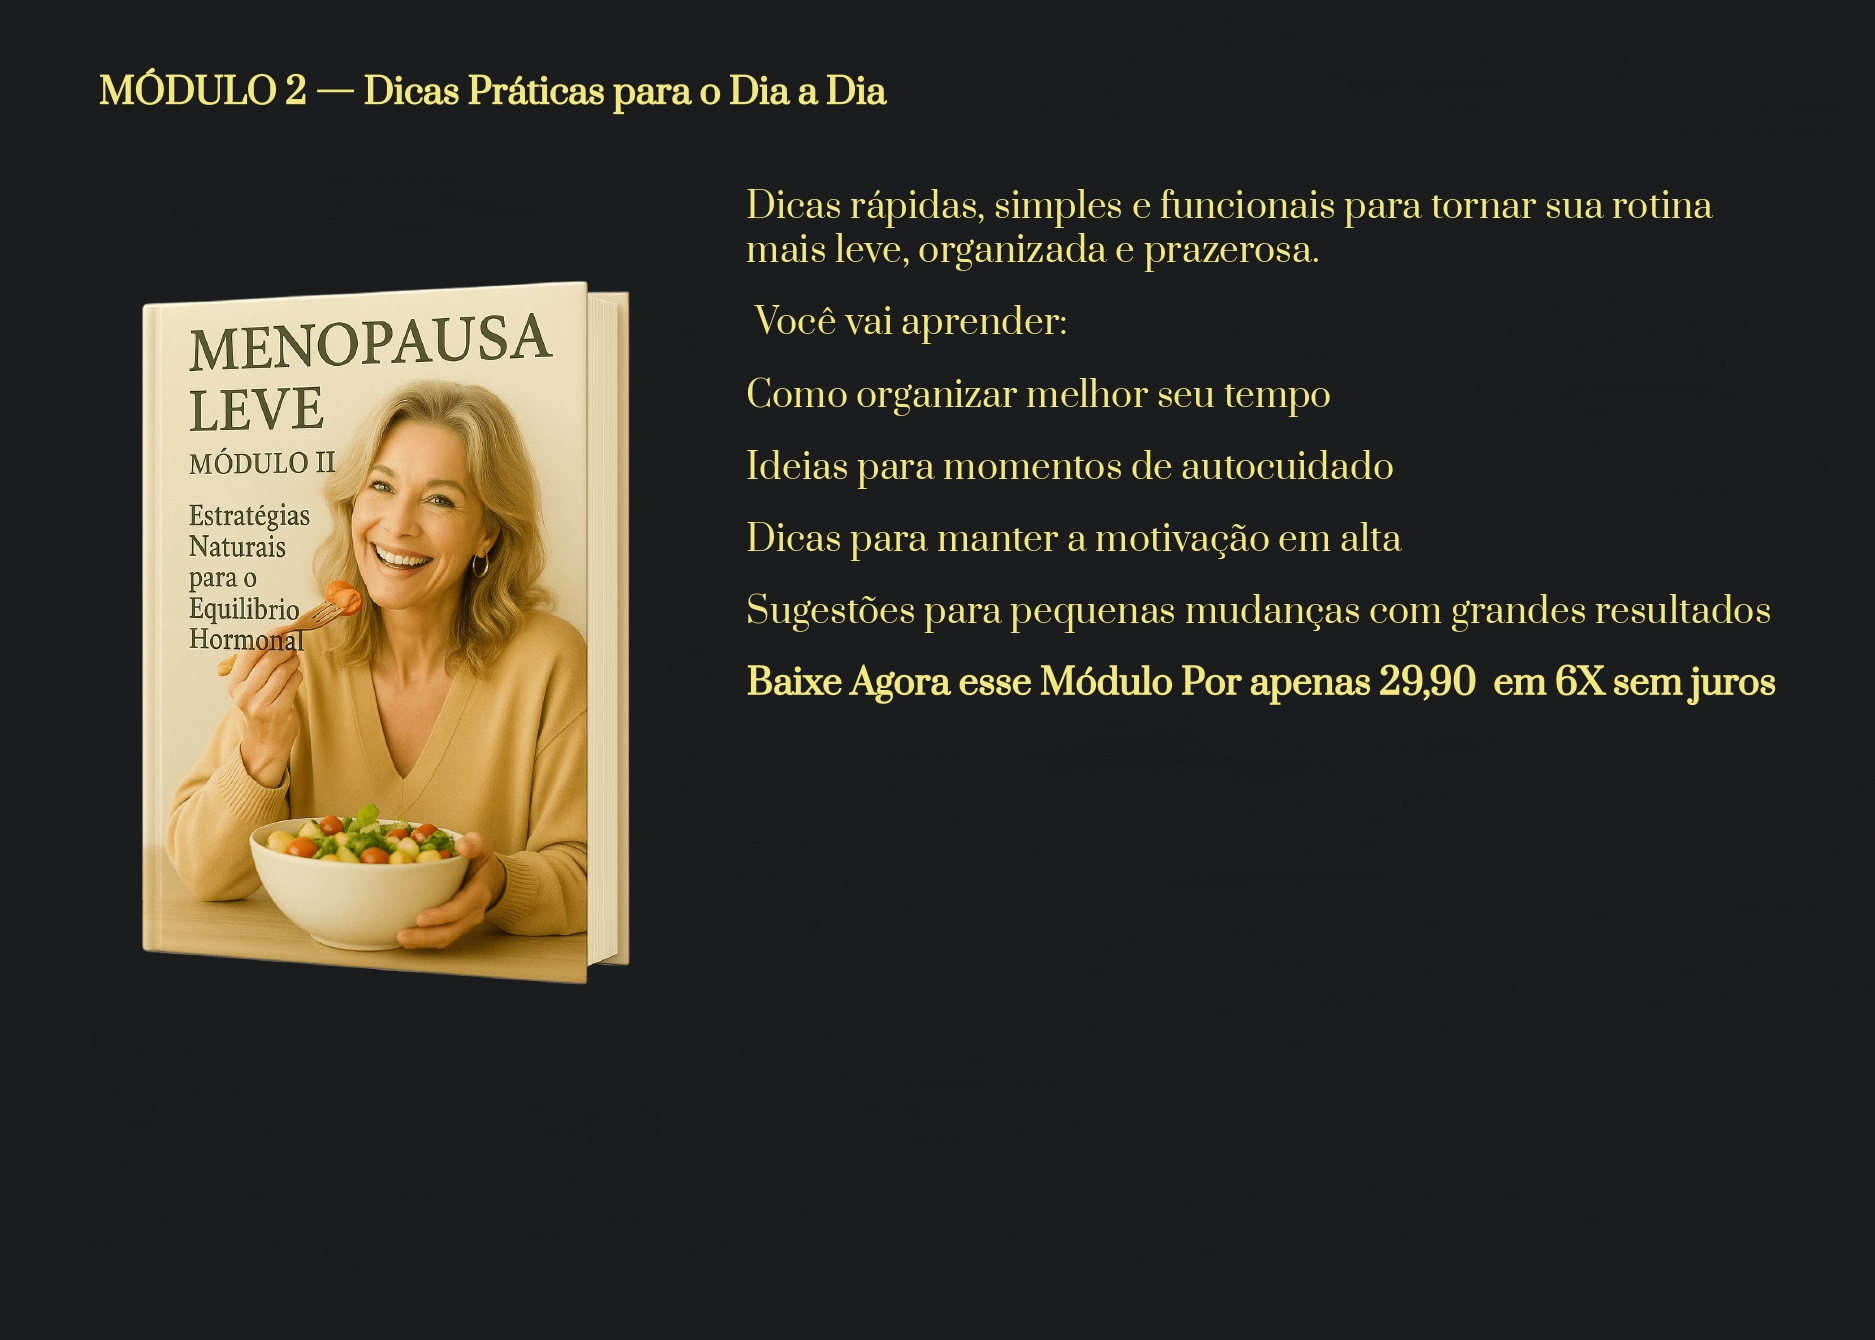 MÓDULO 2 — Dicas Práticas para o Dia a Dia
MENOPAUSA
LEVE
MÓDULO II
Estratégias
Naturais
para o
Equilibrio
Hormonal
Dicas rápidas, simples e funcionais para tornar sua rotina
mais leve, organizada e prazerosa.
Você vai aprender:
Como organizar melhor seu tempo
Ideias para momentos de autocuidado
Dicas para manter a motivação em alta
Sugestões para pequenas mudanças com grandes resultados
Baixe Agora esse Módulo Por apenas 29,90 em 6X sem juros